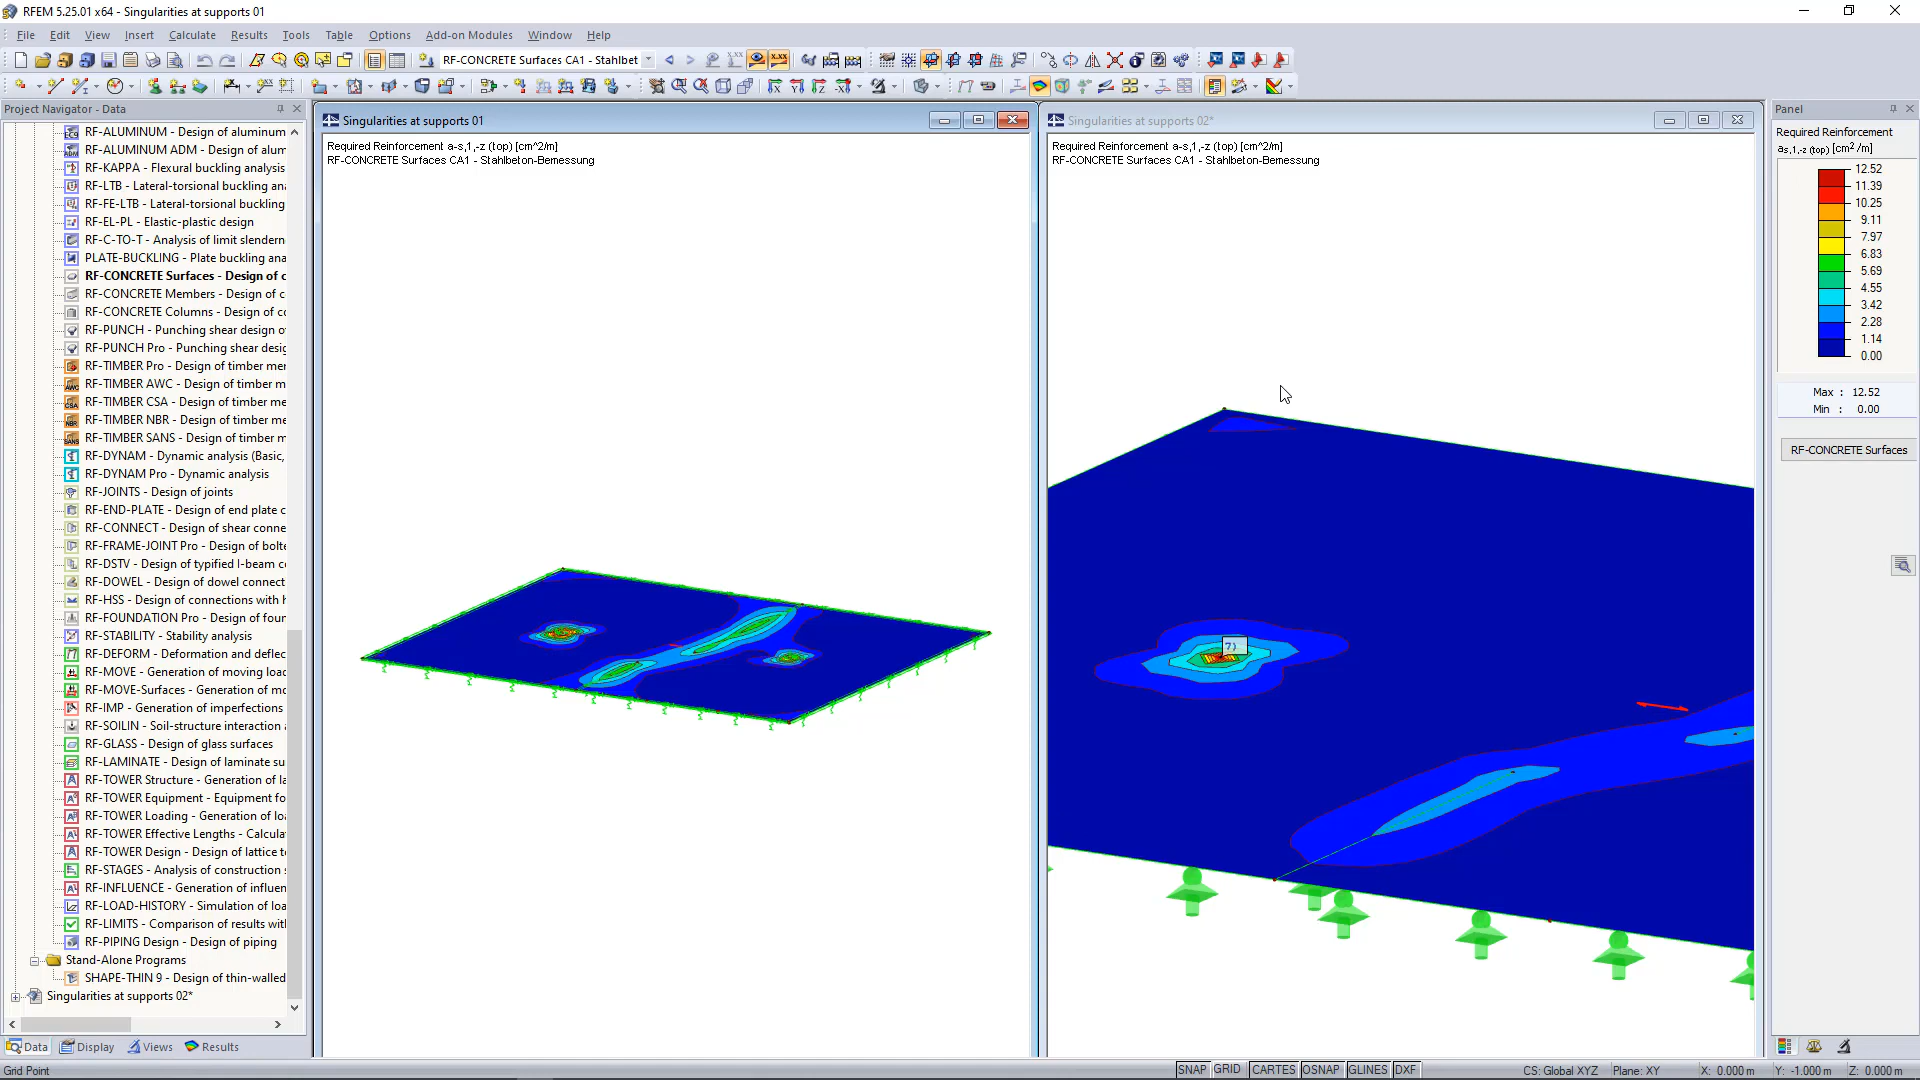 RFEM 5.25.01 x64 - Singularities at supports 01
File Edit View Insert Calculate Results Tools Table Options Add-on Modules Window Help
RF-CONCRETE Surfaces CA1 - Stahlbet
Project Navigator - Data
RF-ALUMINUM - Design of aluminum
RF-ALUMINUM ADM - Design of alum
RF-KAPPA - Flexural buckling analysis
RF-LTB - Lateral-torsional buckling an
RF-FE-LTB - Lateral-torsional buckling
RF-EL-PL - Elastic-plastic design
RF-C-TO-T - Analysis of limit slendern
PLATE-BUCKLING - Plate buckling ana
RF-CONCRETE Surfaces - Design of c
RF-CONCRETE Members - Design of c
RF-CONCRETE Columns - Design of co
RF-PUNCH - Punching shear design o
RF-PUNCH Pro - Punching shear desig
RF-TIMBER Pro - Design of timber mer
RF-TIMBER AWC - Design of timber m
RF-TIMBER CSA - Design of timber me
RF-TIMBER NBR - Design of timber me
RF-TIMBER SANS - Design of timber m
RF-DYNAM - Dynamic analysis (Basic,
RF-DYNAM Pro - Dynamic analysis
RF-JOINTS - Design of joints
RF-END-PLATE - Design of end plate c
RF-CONNECT - Design of shear conne
RF-FRAME-JOINT Pro - Design of bolte
RF-DSTV - Design of typified I-beam c
RF-DOWEL - Design of dowel connect
RF-HSS - Design of connections with h
RF-FOUNDATION Pro - Design of four
RF-STABILITY - Stability analysis
RF-DEFORM - Deformation and deflec
RF-MOVE - Generation of moving load
RF-MOVE-Surfaces - Generation of mo
RF-IMP - Generation of imperfections
RF-SOILIN - Soil-structure interaction a
RF-GLASS - Design of glass surfaces
RF-LAMINATE - Design of laminate su
RF-TOWER Structure - Generation of la
RF-TOWER Equipment - Equipment fo
RF-TOWER Loading - Generation of loa
RF-TOWER Effective Lengths - Calcula
RF-TOWER Design - Design of lattice to
RF-STAGES - Analysis of construction s
RF-INFLUENCE - Generation of influen
RF-LOAD-HISTORY - Simulation of loa
RF-LIMITS - Comparison of results wit
RF-PIPING Design - Design of piping
Stand-Alone Programs
SHAPE-THIN 9 - Design of thin-walled
Singularities at supports 02*
Data Display Views Results
Singularities at supports 01
Required Reinforcement a-s,1,-z (top) [cm^2/m]
RF-CONCRETE Surfaces CA1 - Stahlbeton-Bemessung
Singularities at supports 02*
Required Reinforcement a-s,1,-z (top) [cm^2/m]
RF-CONCRETE Surfaces CA1 - Stahlbeton-Bemessung
7)
Panel
Required Reinforcement
as,1,-z (top) [cm2/m]
12.52
11.39
10.25
9.11
7.97
6.83
5.69
4.55
3.42
2.28
1.14
0.00
Max : 12.52
Min : 0.00
RF-CONCRETE Surfaces
Grid Point
SNAP GRID CARTES OSNAP GLINES DXF
CS: Global XYZ Plane: XY X: 0.000 m Y: -1.000 m Z: 0.000 m